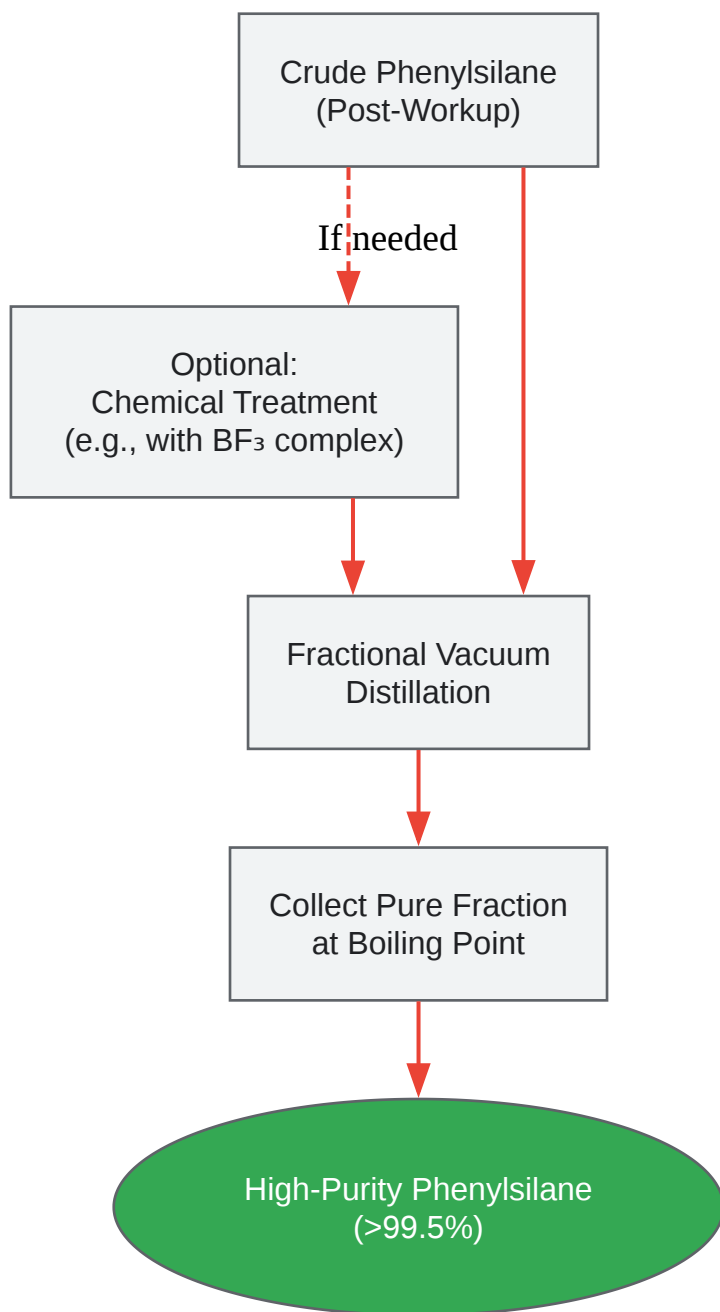 Crude Phenylsilane
(Post-Workup)
If needed
Optional:
Chemical Treatment
(e.g., with BF₃ complex)
Fractional Vacuum
Distillation
Collect Pure Fraction
at Boiling Point
High-Purity Phenylsilane
(>99.5%)